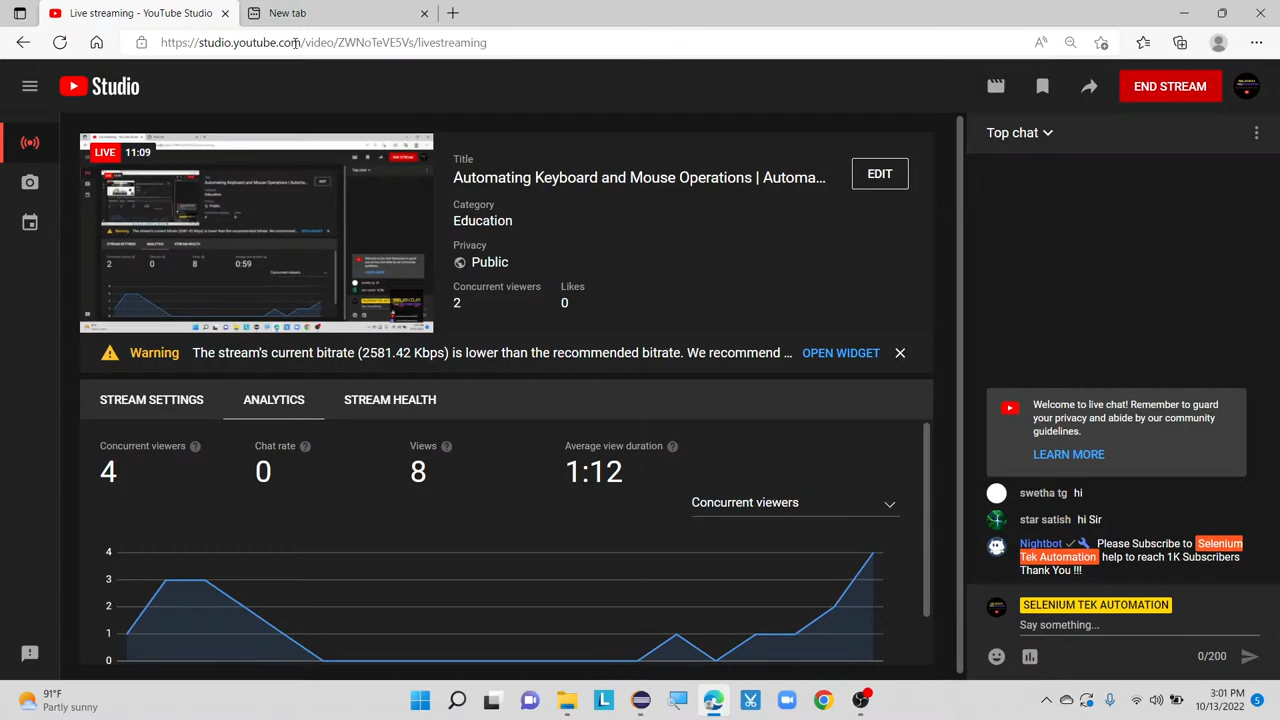 Live streaming - YouTube Studio
New tab
https://studio.youtube.com/video/ZWNoTeVE5Vs/livestreaming
Studio
END STREAM
LIVE 11:09
Title
Automating Keyboard and Mouse Operations | Automa...
EDIT
Category
Education
Privacy
Public
Concurrent viewers
2
Likes
0
Warning The stream's current bitrate (2581.42 Kbps) is lower than the recommended bitrate. We recommend ... OPEN WIDGET
STREAM SETTINGS
ANALYTICS
STREAM HEALTH
Concurrent viewers
4
Chat rate
0
Views
8
Average view duration
1:12
Concurrent viewers
4
3
2
1
0
Top chat
Welcome to live chat! Remember to guard
your privacy and abide by our community
guidelines.
LEARN MORE
swetha tg hi
star satish hi Sir
Nightbot Please Subscribe to Selenium
Tek Automation help to reach 1K Subscribers
Thank You !!!
SELENIUM TEK AUTOMATION
Say something...
0/200
91°F
Partly sunny
3:01 PM
10/13/2022
5